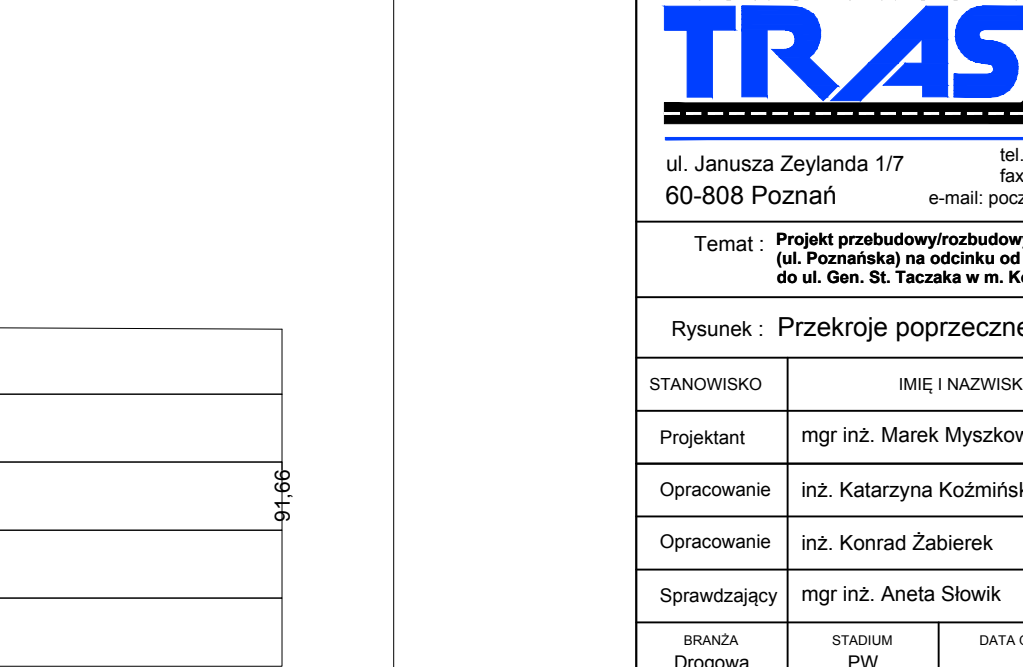 TRAS
ul. Janusza Zeylanda 1/7
60-808 Poznań
tel.
fax
e-mail: pocz
Temat : Projekt przebudowy/rozbudowy
(ul. Poznańska) na odcinku od
do ul. Gen. St. Taczaka w m. Ko
Rysunek : Przekroje poprzeczne
STANOWISKO IMIĘ I NAZWISK
Projektant mgr inż. Marek Myszkow
Opracowanie inż. Katarzyna Koźmińsk
Opracowanie inż. Konrad Żabierek
Sprawdzający mgr inż. Aneta Słowik
BRANŻA STADIUM DATA
Drogowa PW
91,66